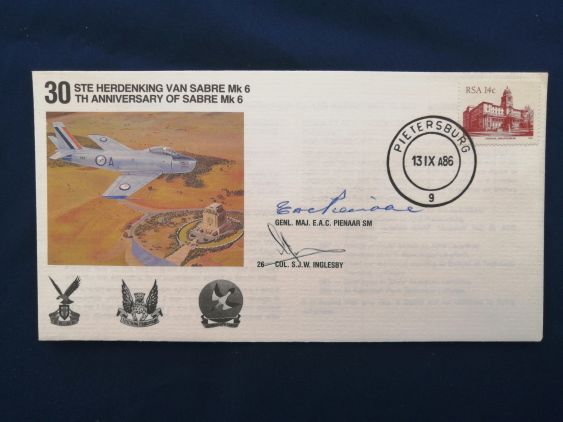 30 STE HERDENKING VAN SABRE Mk 6
TH ANNIVERSARY OF SABRE Mk 6
RSA 14c
PIETERSBURG
13 IX A86
9
A
GENL. MAJ. E.A.C. PIENAAR SM
26 COL. S.J.W. INGLESBY